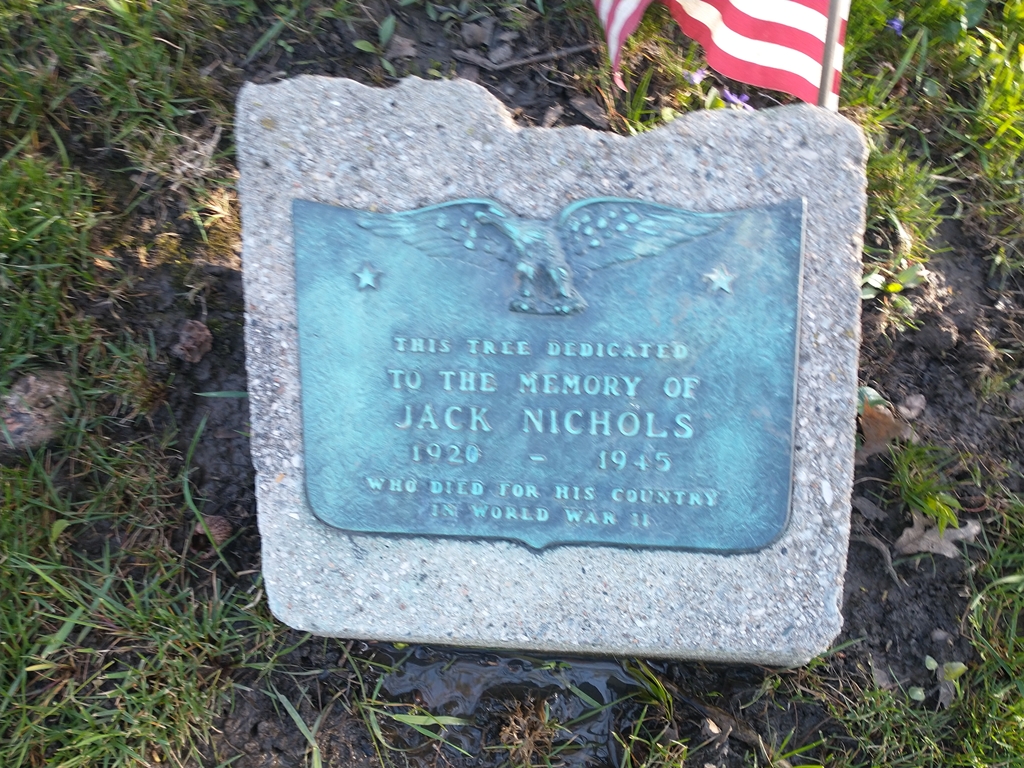 THIS TREE DEDICATED
TO THE MEMORY OF
JACK NICHOLS
1920 - 1945
WHO DIED FOR HIS COUNTRY
IN WORLD WAR II